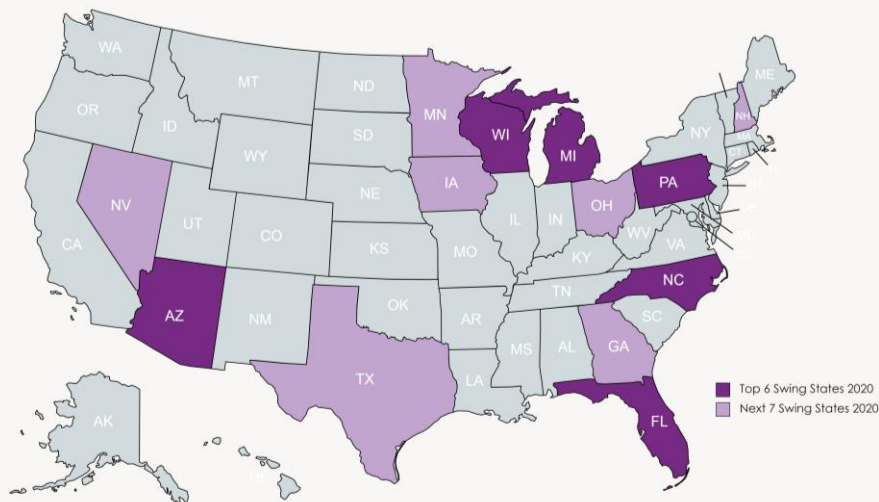 WA
ME
MT
ND
MN
OR
NH
ID
SD
WI
NY
MA
WY
MI
CT
IA
PA
NE
NV
OH
IL
IN
UT
CO
WV
CA
KS
MO
VA
KY
NC
TN
AZ
OK
NM
AR
SC
MS
AL
GA
TX
LA
Top 6 Swing States 2020
Next 7 Swing States 2020
AK
FL